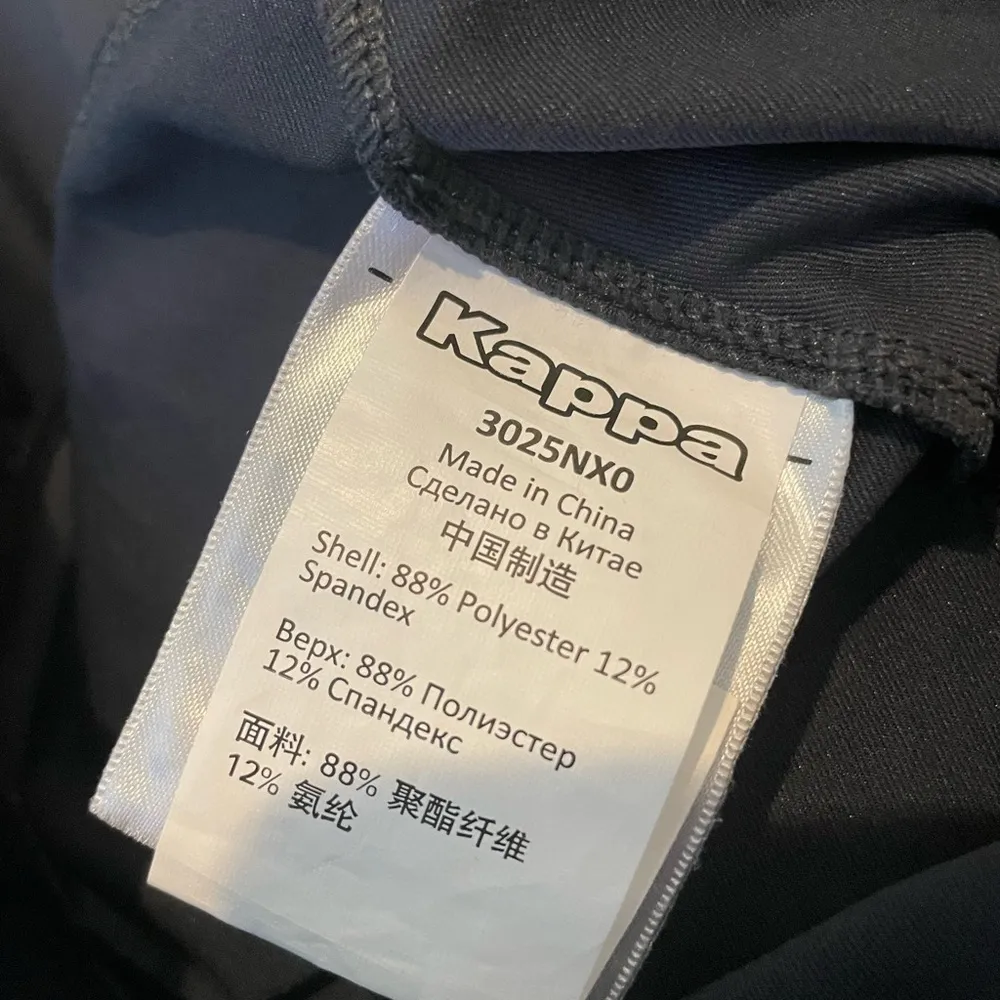 Kappa
3025NX0
Made in China
Сделано в Китае
中国制造
Shell: 88% Polyester 12%
Spandex
Верх: 88% Полиэстер
12% Спандекс
面料: 88% 聚酯纤维
12% 氨纶